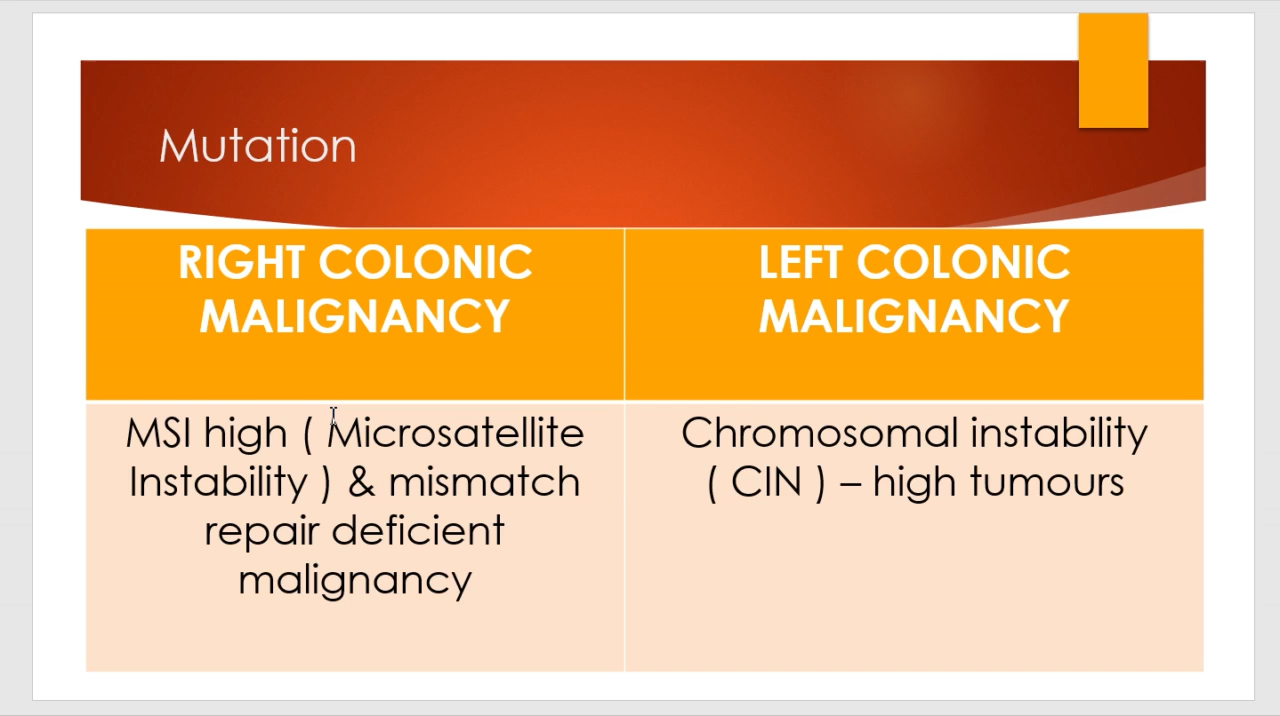 Mutation
RIGHT COLONIC
MALIGNANCY
LEFT COLONIC
MALIGNANCY
MSI high ( Microsatellite
Instability ) & mismatch
repair deficient
malignancy
Chromosomal instability
( CIN ) – high tumours